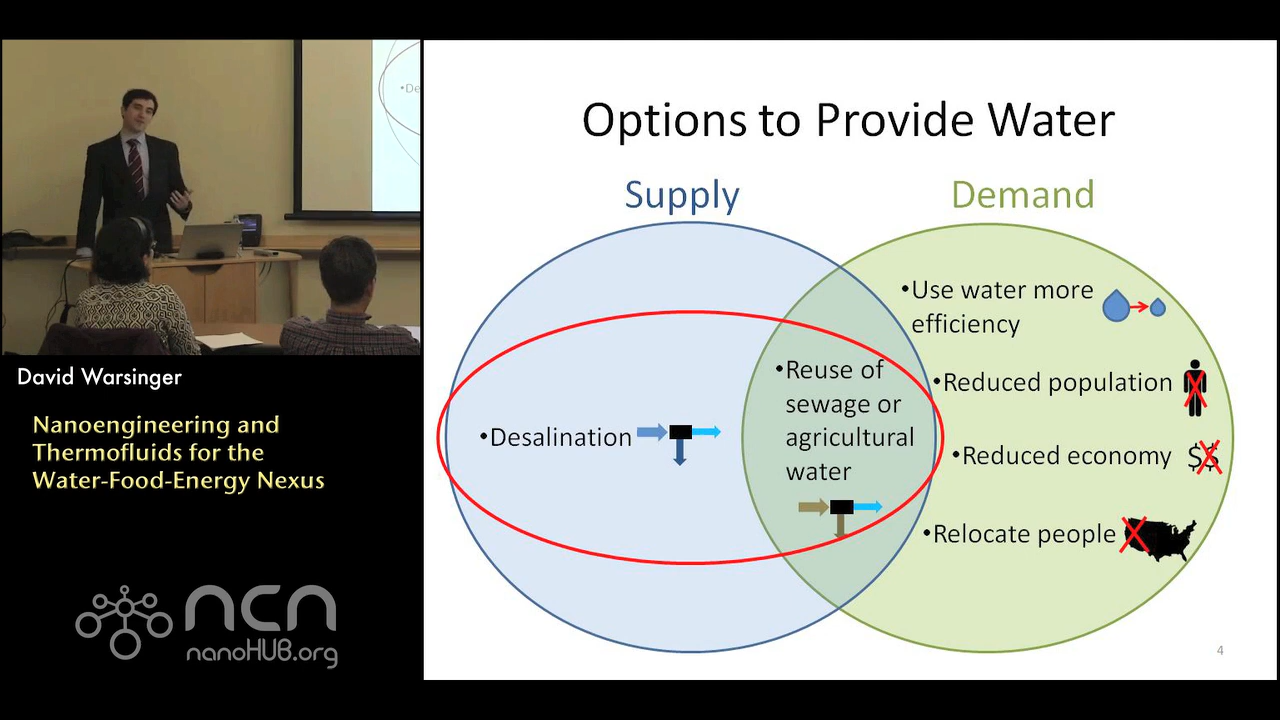 Options to Provide Water
Supply
Demand
•Use water more
efficiency
•Reduced population
•Reduced economy
•Relocate people
•Reuse of
sewage or
agricultural
water
•Desalination
$$
4
•De
David Warsinger
Nanoengineering and
Thermofluids for the
Water-Food-Energy Nexus
ncn
nanoHUB.org